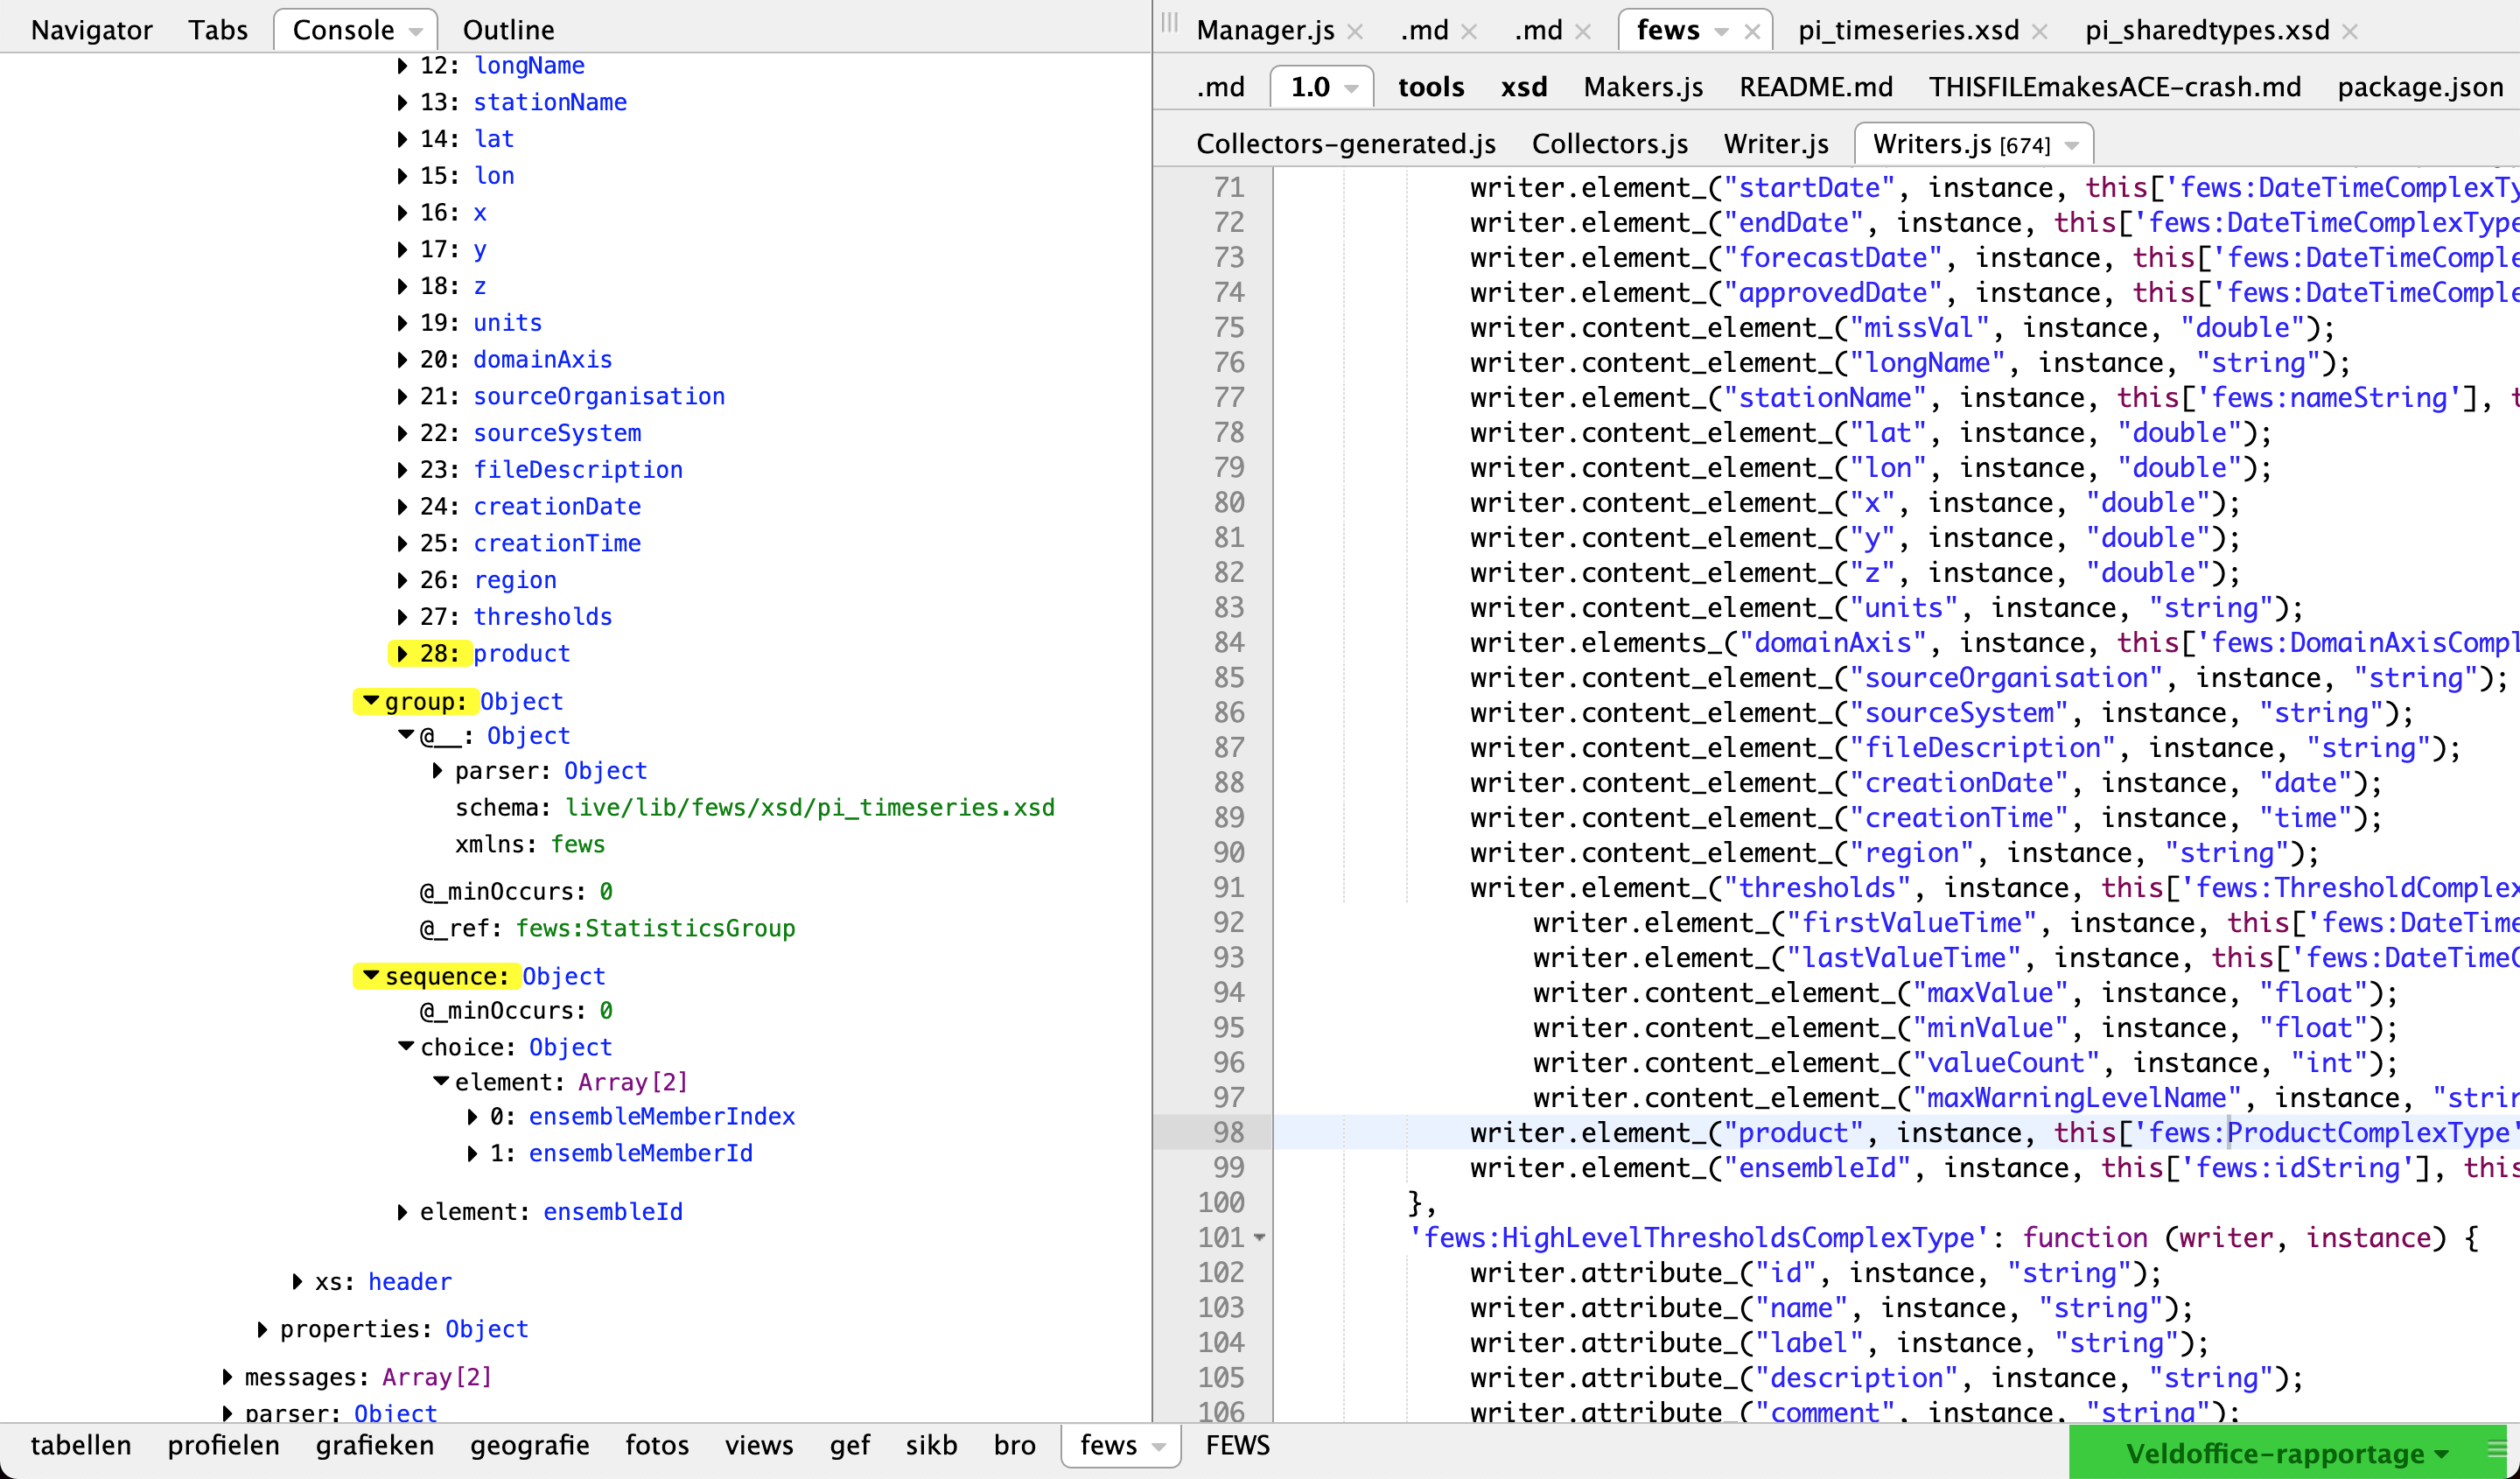 Navigator Tabs Console Outline
12: longName
13: stationName
14: lat
15: lon
16: x
17: y
18: z
19: units
20: domainAxis
21: sourceOrganisation
22: sourceSystem
23: fileDescription
24: creationDate
25: creationTime
26: region
27: thresholds
28: product
group: Object
@__: Object
parser: Object
schema: live/lib/fews/xsd/pi_timeseries.xsd
xmlns: fews
@_minOccurs: 0
@_ref: fews:StatisticsGroup
sequence: Object
@_minOccurs: 0
choice: Object
element: Array[2]
0: ensembleMemberIndex
1: ensembleMemberId
element: ensembleId
xs: header
properties: Object
messages: Array[2]
parser: Object
Manager.js .md .md fews pi_timeseries.xsd pi_sharedtypes.xsd
.md 1.0 tools xsd Makers.js README.md THISFILEmakesACE-crash.md package.json
Collectors-generated.js Collectors.js Writer.js Writers.js [674]
71 writer.element_("startDate", instance, this['fews:DateTimeComplexTy
72 writer.element_("endDate", instance, this['fews:DateTimeComplexType
73 writer.element_("forecastDate", instance, this['fews:DateTimeComple
74 writer.element_("approvedDate", instance, this['fews:DateTimeComple
75 writer.content_element_("missVal", instance, "double");
76 writer.content_element_("longName", instance, "string");
77 writer.element_("stationName", instance, this['fews:nameString'], t
78 writer.content_element_("lat", instance, "double");
79 writer.content_element_("lon", instance, "double");
80 writer.content_element_("x", instance, "double");
81 writer.content_element_("y", instance, "double");
82 writer.content_element_("z", instance, "double");
83 writer.content_element_("units", instance, "string");
84 writer.elements_("domainAxis", instance, this['fews:DomainAxisCompl
85 writer.content_element_("sourceOrganisation", instance, "string");
86 writer.content_element_("sourceSystem", instance, "string");
87 writer.content_element_("fileDescription", instance, "string");
88 writer.content_element_("creationDate", instance, "date");
89 writer.content_element_("creationTime", instance, "time");
90 writer.content_element_("region", instance, "string");
91 writer.element_("thresholds", instance, this['fews:ThresholdComplex
92 writer.element_("firstValueTime", instance, this['fews:DateTime
93 writer.element_("lastValueTime", instance, this['fews:DateTimeC
94 writer.content_element_("maxValue", instance, "float");
95 writer.content_element_("minValue", instance, "float");
96 writer.content_element_("valueCount", instance, "int");
97 writer.content_element_("maxWarningLevelName", instance, "strin
98 writer.element_("product", instance, this['fews:ProductComplexType'
99 writer.element_("ensembleId", instance, this['fews:idString'], this
100 },
101 'fews:HighLevelThresholdsComplexType': function (writer, instance) {
102 writer.attribute_("id", instance, "string");
103 writer.attribute_("name", instance, "string");
104 writer.attribute_("label", instance, "string");
105 writer.attribute_("description", instance, "string");
106 writer.attribute_("comment", instance, "string");
tabellen profielen grafieken geografie fotos views gef sikb bro fews FEWS
Veldoffice-rapportage